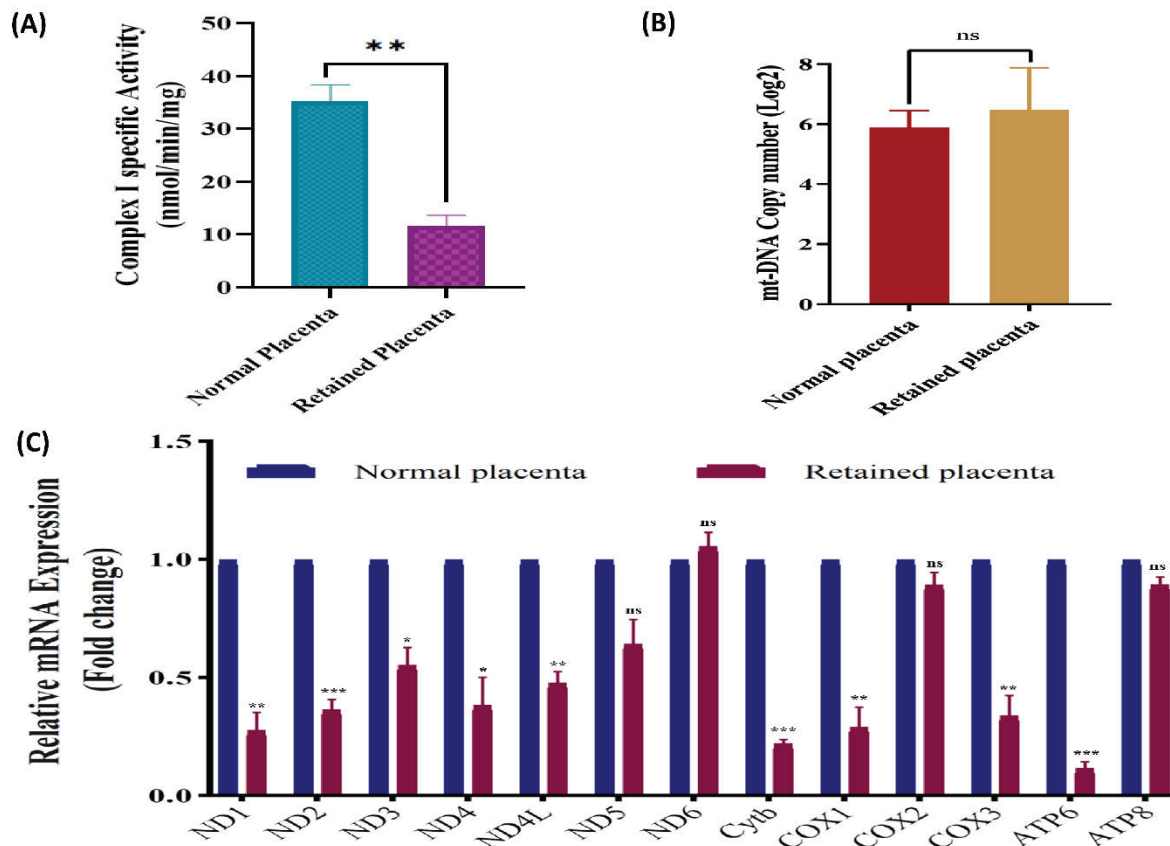 (A)
Complex I specific Activity
(nmol/min/mg)
50
40
30
20
10
0
**
Normal Placenta
Retained Placenta
(B)
mt-DNA Copy number (Log2)
8
6
4
2
0
ns
Normal placenta
Retained placenta
(C)
Relative mRNA Expression
(Fold change)
1.5
1.0
0.5
0.0
Normal placenta
Retained placenta
**
***
*
*
**
ns
ns
***
**
ns
**
***
ns
ND1
ND2
ND3
ND4
ND4L
ND5
ND6
Cytb
COX1
COX2
COX3
ATP6
ATP8